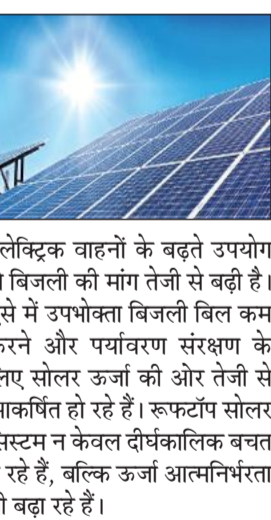 लेक्ट्रिक वाहनों के बढ़ते उपयोग
बिजली की मांग तेजी से बढ़ी है।
से में उपभोक्ता बिजली बिल कम
रने और पर्यावरण संरक्षण के
लिए सोलर ऊर्जा की ओर तेजी से
आकर्षित हो रहे हैं। रूफटॉप सोलर
सिस्टम न केवल दीर्घकालिक बचत
रहे हैं, बल्कि ऊर्जा आत्मनिर्भरता
बढ़ा रहे हैं।